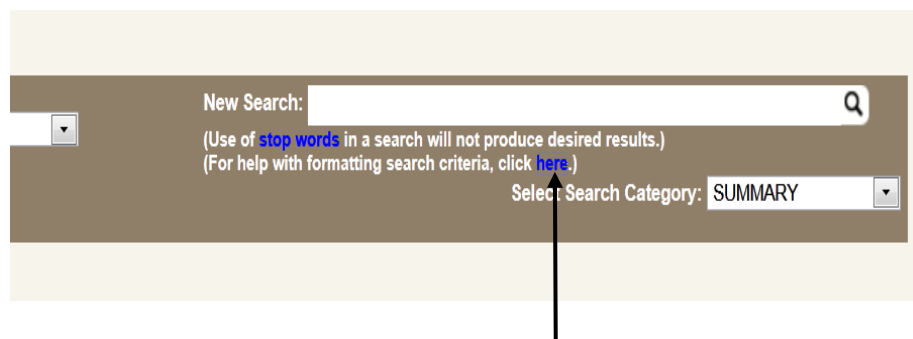 New Search:
(Use of stop words in a search will not produce desired results.)
(For help with formatting search criteria, click here.)
Select Search Category: SUMMARY